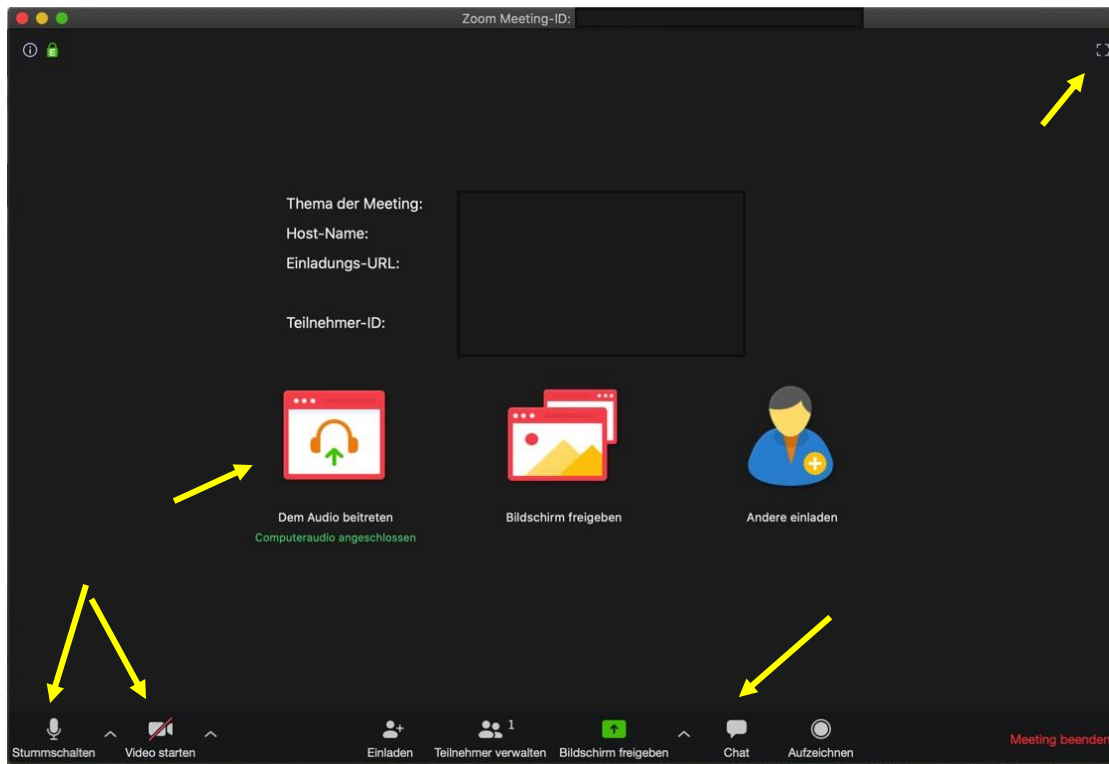 Zoom Meeting-ID:
E
Thema der Meeting:
Host-Name:
Einladungs-URL:
Teilnehmer-ID:
Dem Audio beitreten
Computeraudio angeschlossen
Bildschirm freigeben
Andere einladen
1
Stummschalten
Video starten
Einladen
Teilnehmer verwalten
Bildschirm freigeben
Chat
Aufzeichnen
Meeting beenden